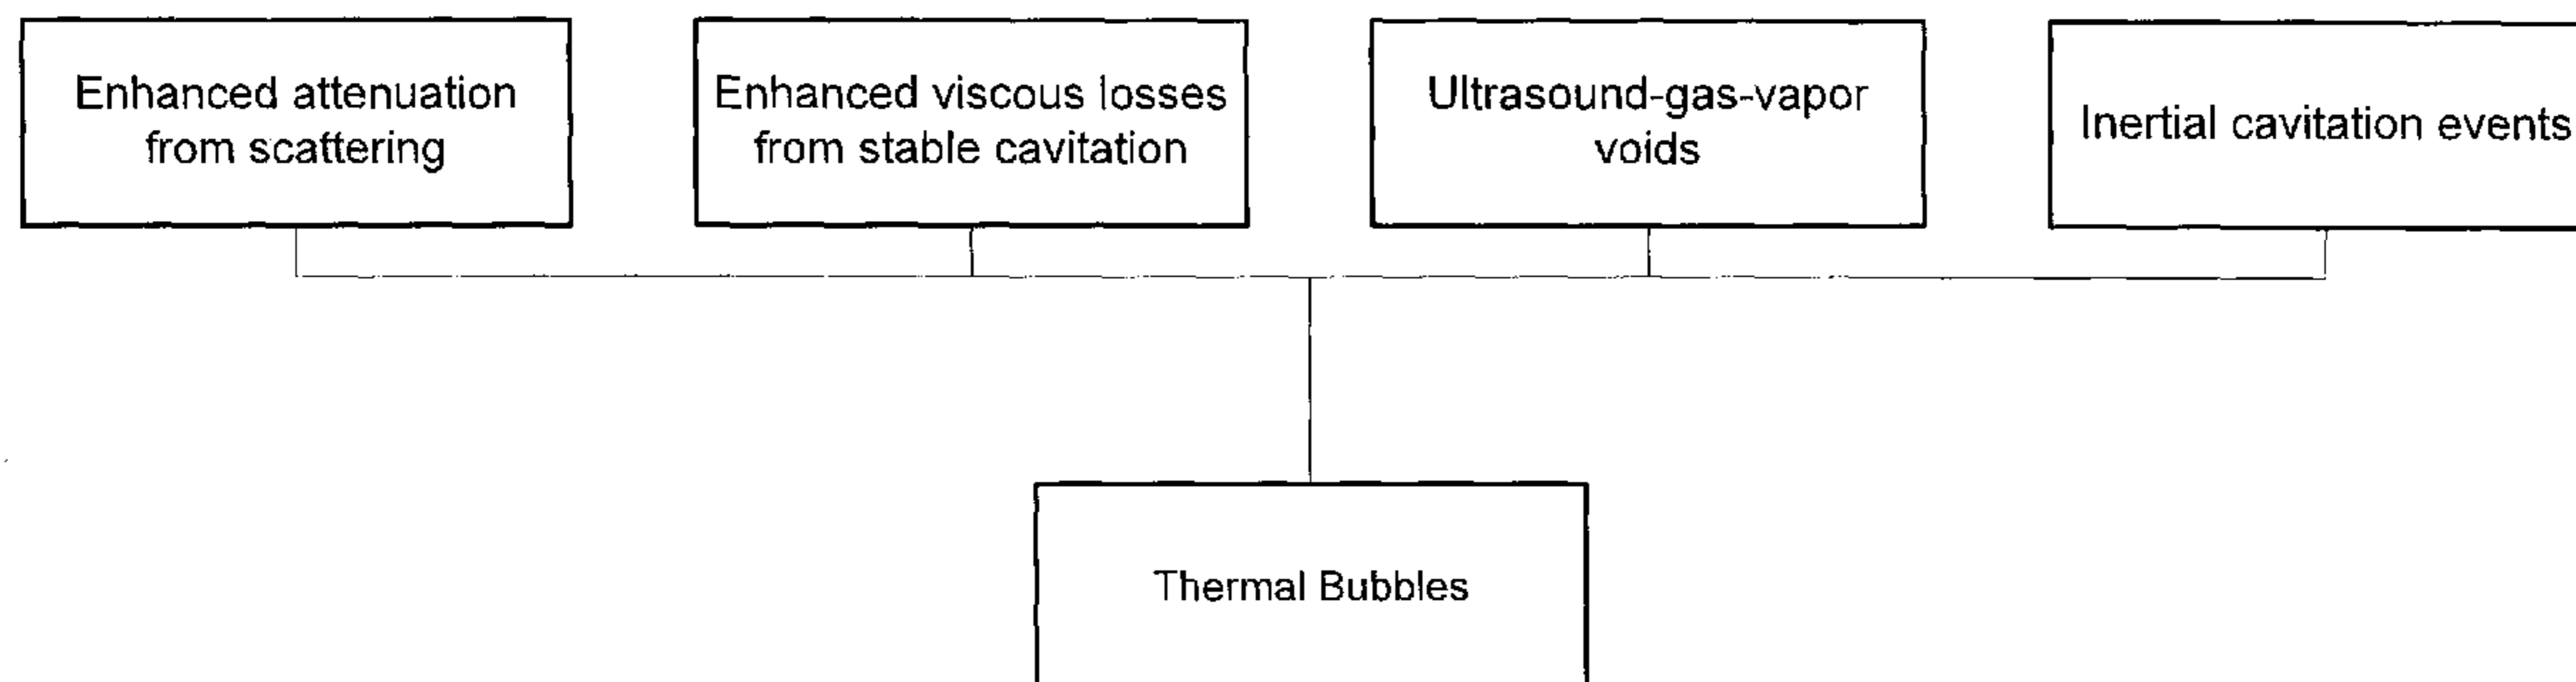 Enhanced attenuation
from scattering
Enhanced viscous losses
from stable cavitation
Ultrasound-gas-vapor
voids
Inertial cavitation events
Thermal Bubbles